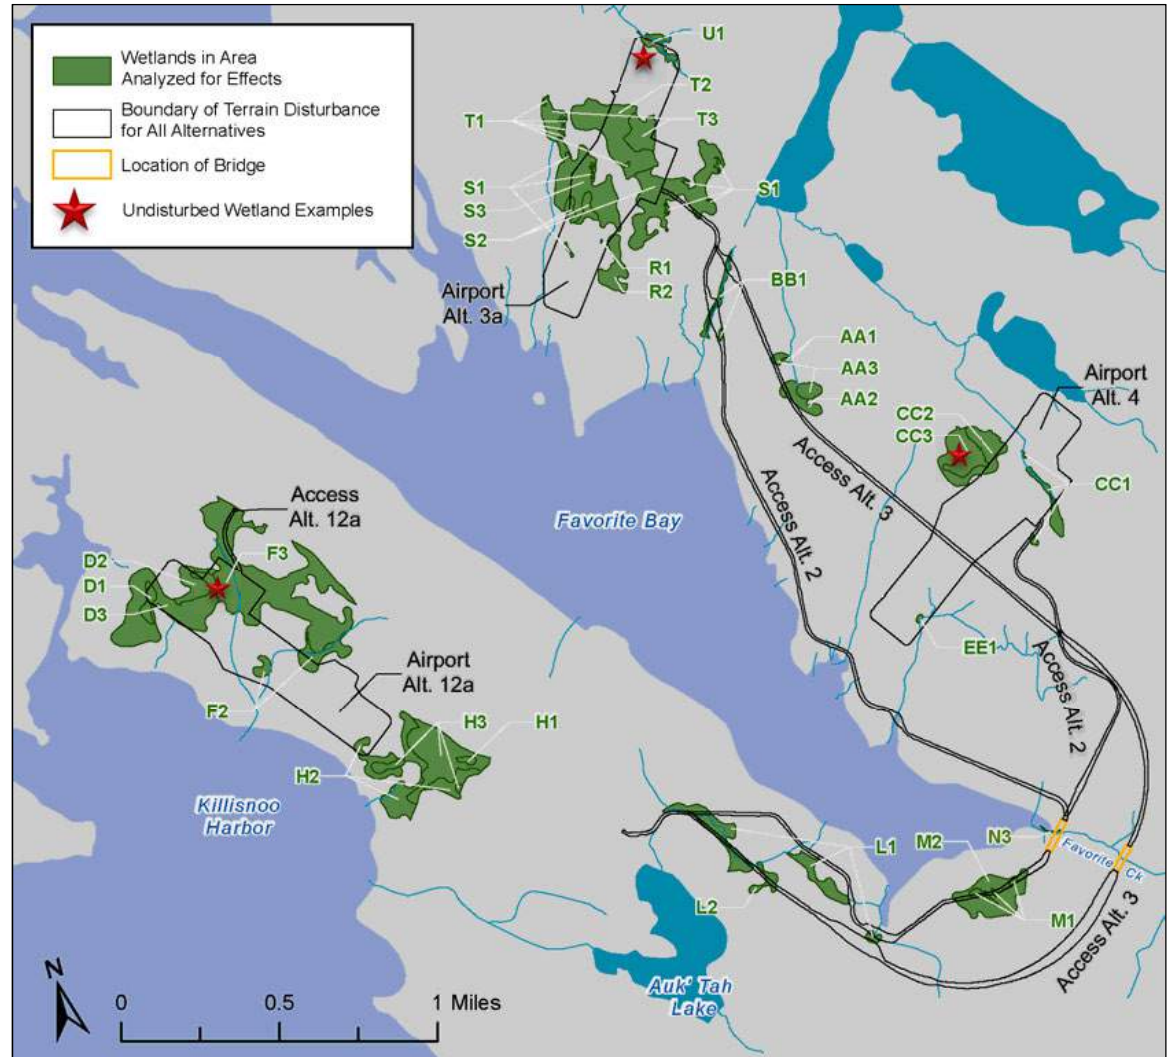 Wetlands in Area
Analyzed for Effects
Boundary of Terrain Disturbance
for All Alternatives
Location of Bridge
Undisturbed Wetland Examples
U1
T2
T1
T3
S1
S1
S3
S2
R1
R2
Airport
Alt. 3a
BB1
AA1
AA3
AA2
Airport
Alt. 4
CC2
CC3
CC1
Access Alt. 3
Access Alt. 2
Favorite Bay
Access
Alt. 12a
D2
F3
D1
D3
EE1
Access Alt. 2
Airport
Alt. 12a
F2
H3
H1
H2
Killisnoo
Harbor
M2
N3
Favorite Ck
L1
L2
M1
Access Alt. 3
Auk' Tah
Lake
N
0
0.5
1 Miles